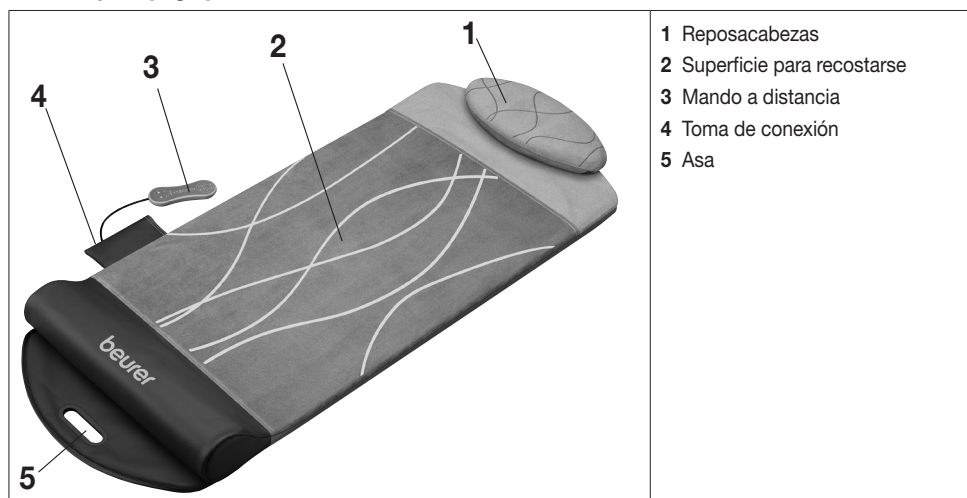 1
2
3
4
5
beurer
1 Reposacabezas
2 Superficie para recostarse
3 Mando a distancia
4 Toma de conexión
5 Asa